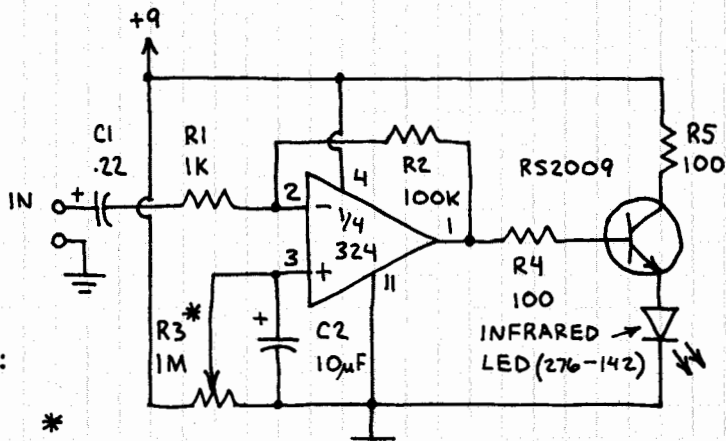 +9
C1
.22
R1
1K
R2
100K
R5
100
RS2009
IN
+
2
-
4
1/4
324
1
3
+
11
R4
100
R3 *
1M
+
C2
10µF
INFRARED
LED (276-142)
:
*